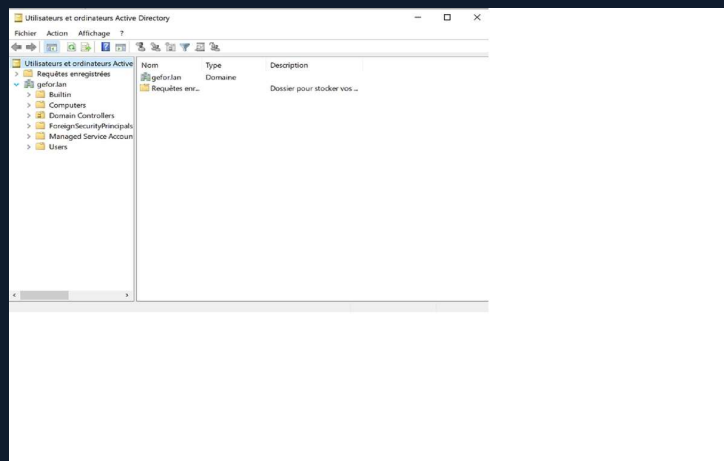 Utilisateurs et ordinateurs Active Directory
Fichier Action Affichage ?
Utilisateurs et ordinateurs Active
Requêtes enregistrées
gefor.lan
Builtin
Computers
Domain Controllers
ForeignSecurityPrincipals
Managed Service Accoun
Users
Nom Type Description
gefor.lan Domaine
Requêtes enr... Dossier pour stocker vos ...